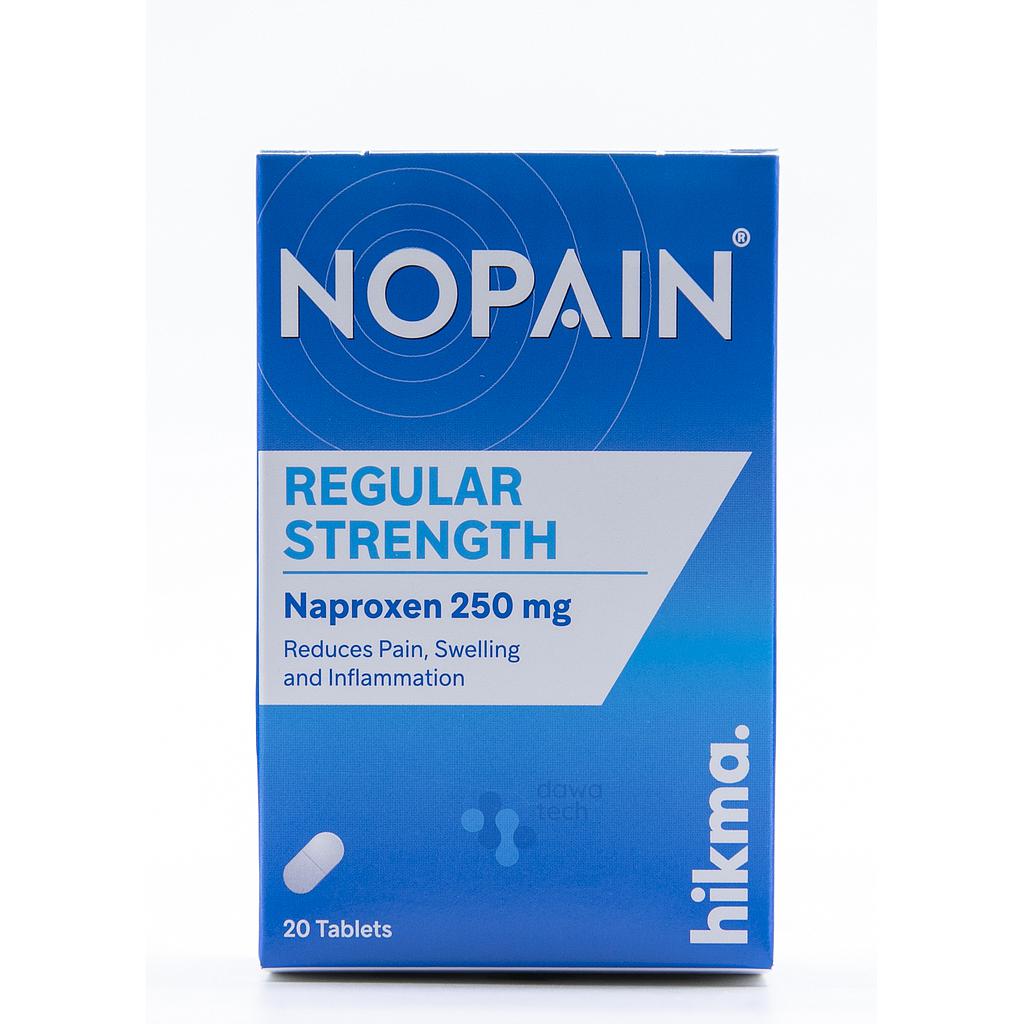 NOPAIN®
REGULAR
STRENGTH
Naproxen 250 mg
Reduces Pain, Swelling
and Inflammation
dawa
tech
20 Tablets
hikma.